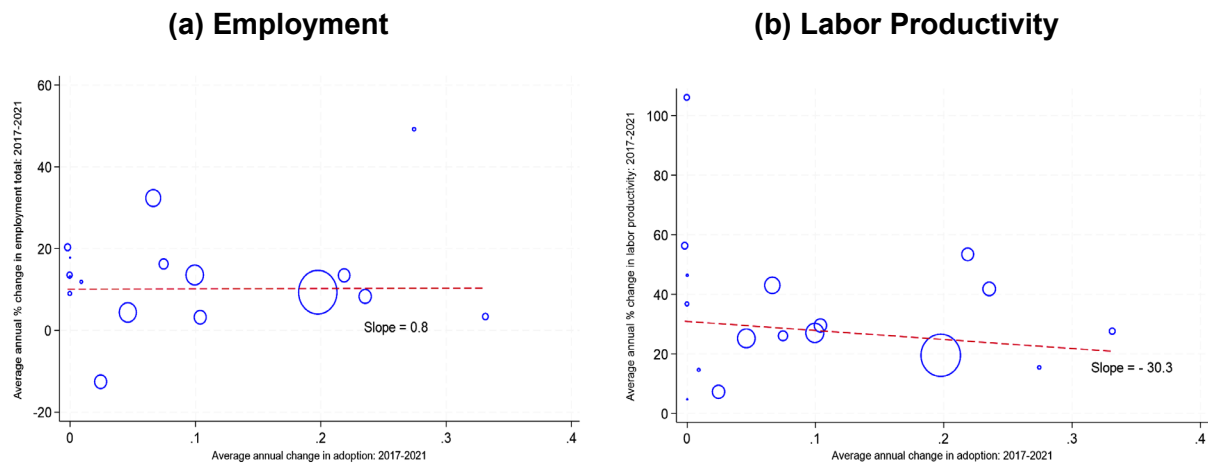 (a) Employment
Average annual % change in employment total: 2017-2021
60
40
20
0
-20
Slope = 0.8
0
.1
.2
.3
.4
Average annual change in adoption: 2017-2021
(b) Labor Productivity
Average annual % change in labor productivity: 2017-2021
100
80
60
40
20
0
Slope = - 30.3
0
.1
.2
.3
.4
Average annual change in adoption: 2017-2021